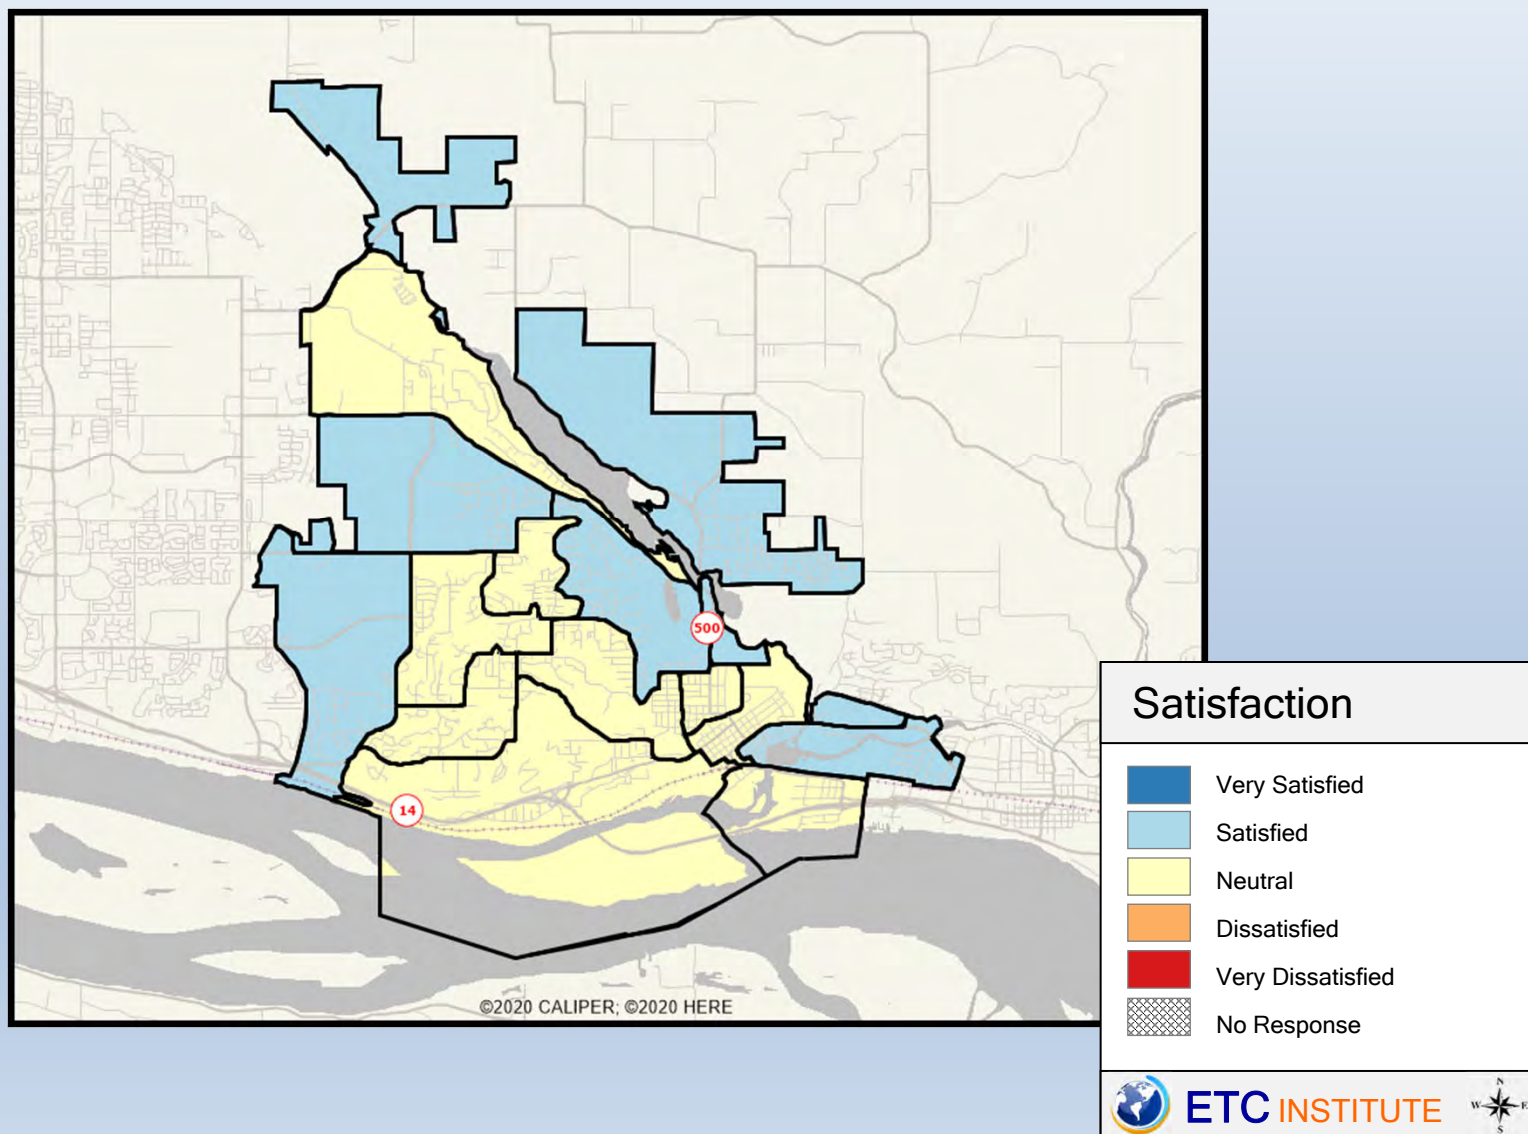 500
14
©2020 CALIPER; ©2020 HERE
Satisfaction
Very Satisfied
Satisfied
Neutral
Dissatisfied
Very Dissatisfied
No Response
ETC INSTITUTE
N
W E
S